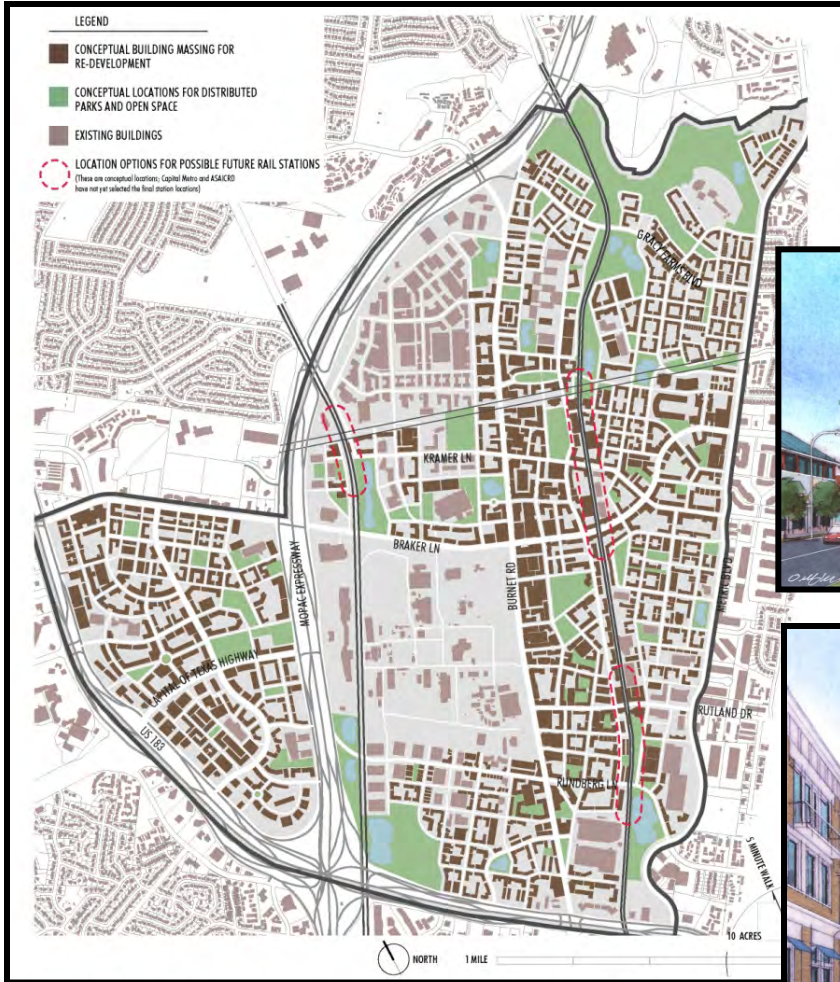 LEGEND
CONCEPTUAL BUILDING MASSING FOR
RE-DEVELOPMENT
CONCEPTUAL LOCATIONS FOR DISTRIBUTED
PARKS AND OPEN SPACE
EXISTING BUILDINGS
LOCATION OPTIONS FOR POSSIBLE FUTURE RAIL STATIONS
(These are conceptual locations; Capital Metro and ASAICRD
have not yet selected the final station locations)
GRACY FARMS BLVD
KRAMER LN
BRAKER LN
MOPAC EXPRESSWAY
BURNET RD
METRIC BLVD
CAPITAL OF TEXAS HIGHWAY
US 183
RUTLAND DR
RUNDBERG LN
5 MINUTE WALK
10 ACRES
NORTH 1 MILE